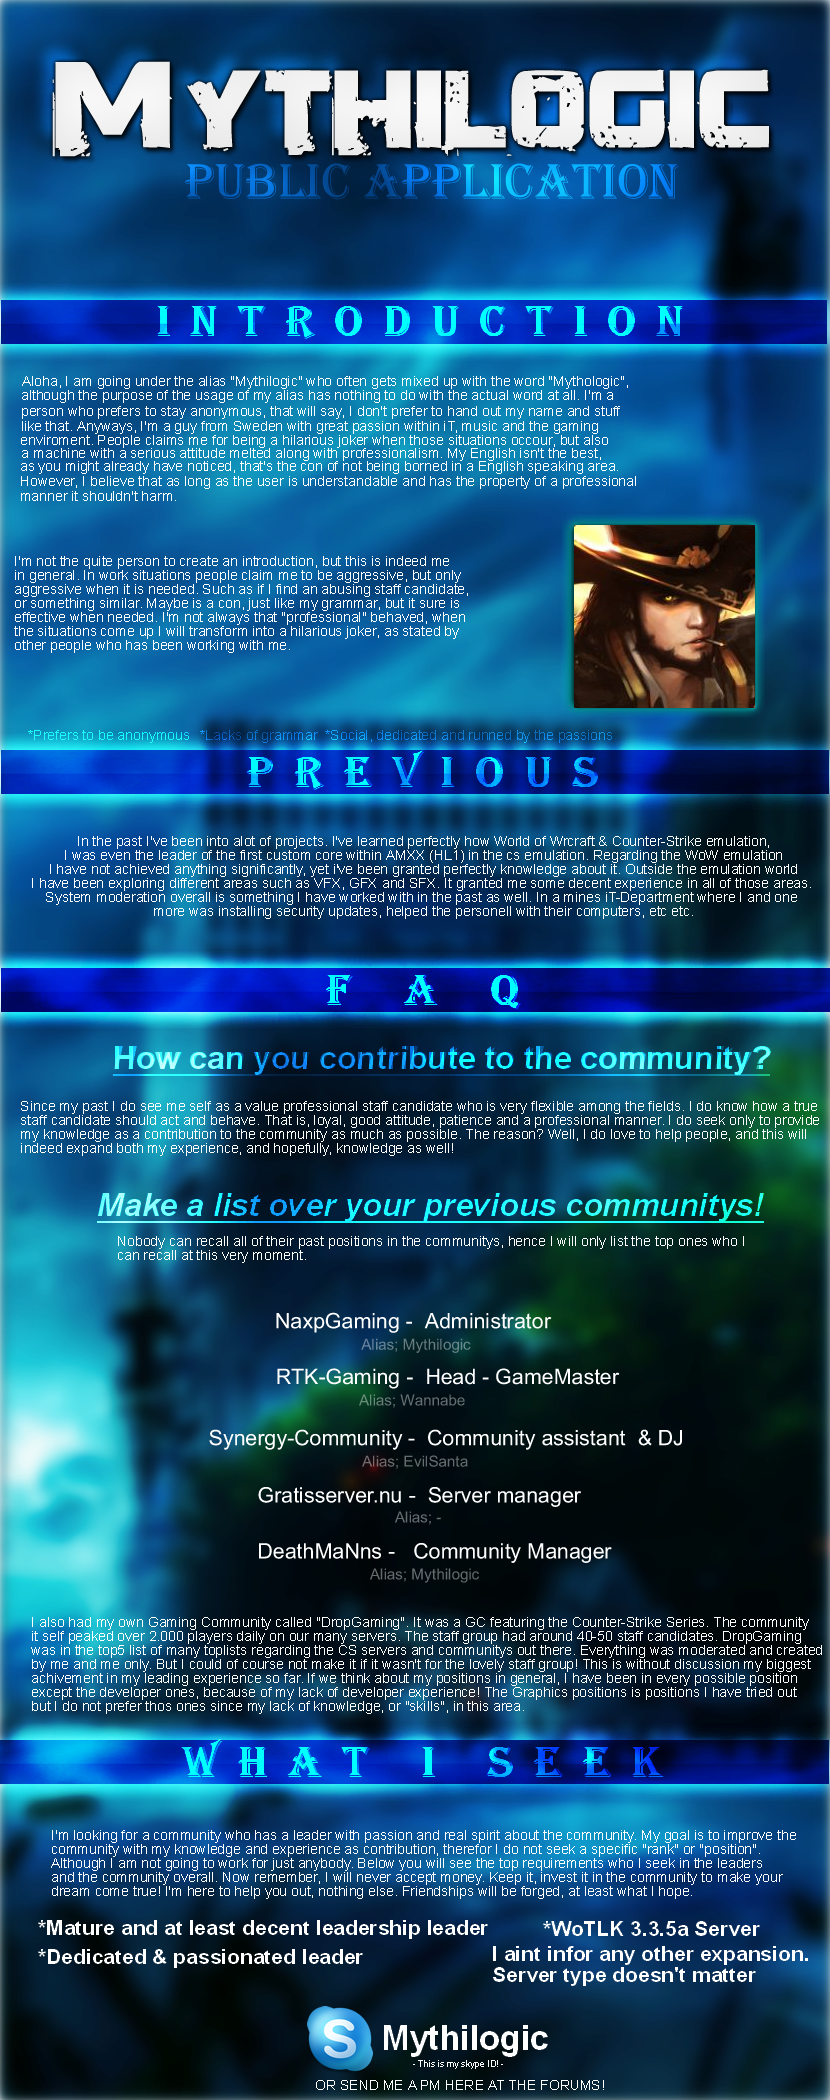 MYTHILOGIC
PUBLIC APPLICATION
INTRODUCTION
Aloha, I am going under the alias "Mythilogic" who often gets mixed up with the word "Mythologic",
although the purpose of the usage of my alias has nothing to do with the actual word at all. I'm a
person who prefers to stay anonymous, that will say, I don't prefer to hand out my name and stuff
like that. Anyways, I'm a guy from Sweden with great passion within iT, music and the gaming
enviroment. People claims me for being a hilarious joker when those situations occour, but also
a machine with a serious attitude melted along with professionalism. My English isn't the best,
as you might already have noticed, that's the con of not being borned in a English speaking area.
However, I believe that as long as the user is understandable and has the property of a professional
manner it shouldn't harm.
I'm not the quite person to create an introduction, but this is indeed me
in general. In work situations people claim me to be aggressive, but only
aggressive when it is needed. Such as if I find an abusing staff candidate,
or something similar. Maybe is a con, just like my grammar, but it sure is
effective when needed. I'm not always that "professional" behaved, when
the situations come up I will transform into a hilarious joker, as stated by
other people who has been working with me.
*Prefers to be anonymous *Lacks of grammar *Social, dedicated and runned by the passions
PREVIOUS
In the past I've been into alot of projects. I've learned perfectly how World of Wrcraft & Counter-Strike emulation,
I was even the leader of the first custom core within AMXX (HL1) in the cs emulation. Regarding the WoW emulation
I have not achieved anything significantly, yet i've been granted perfectly knowledge about it. Outside the emulation world
I have been exploring different areas such as VFX, GFX and SFX. It granted me some decent experience in all of those areas.
System moderation overall is something I have worked with in the past as well. In a mines iT-Department where I and one
more was installing security updates, helped the personell with their computers, etc etc.
FAQ
How can you contribute to the community?
Since my past I do see me self as a value professional staff candidate who is very flexible among the fields. I do know how a true
staff candidate should act and behave. That is, loyal, good attitude, patience and a professional manner. I do seek only to provide
my knowledge as a contribution to the community as much as possible. The reason? Well, I do love to help people, and this will
indeed expand both my experience, and hopefully, knowledge as well!
Make a list over your previous communitys!
Nobody can recall all of their past positions in the communitys, hence I will only list the top ones who I
can recall at this very moment.
NaxpGaming - Administrator
Alias; Mythilogic
RTK-Gaming - Head - GameMaster
Alias; Wannabe
Synergy-Community - Community assistant & DJ
Alias; EvilSanta
Gratisserver.nu - Server manager
Alias; -
DeathMaNns - Community Manager
Alias; Mythilogic
I also had my own Gaming Community called "DropGaming". It was a GC featuring the Counter-Strike Series. The community
it self peaked over 2.000 players daily on our many servers. The staff group had around 40-50 staff candidates. DropGaming
was in the top5 list of many toplists regarding the CS servers and communitys out there. Everything was moderated and created
by me and me only. But I could of course not make it if it wasn't for the lovely staff group! This is without discussion my biggest
achivement in my leading experience so far. If we think about my positions in general, I have been in every possible position
except the developer ones, because of my lack of developer experience! The Graphics positions is positions I have tried out
but I do not prefer thos ones since my lack of knowledge, or "skills", in this area.
WHAT I SEEK
I'm looking for a community who has a leader with passion and real spirit about the community. My goal is to improve the
community with my knowledge and experience as contribution, therefor I do not seek a specific "rank" or "position".
Although I am not going to work for just anybody. Below you will see the top requirements who I seek in the leaders
and the community overall. Now remember, I will never accept money. Keep it, invest it in the community to make your
dream come true! I'm here to help you out, nothing else. Friendships will be forged, at least what I hope.
*Mature and at least decent leadership leader
*Dedicated & passionated leader
*WoTLK 3.3.5a Server
I aint infor any other expansion.
Server type doesn't matter
S Mythilogic
- This is my skype ID! -
OR SEND ME A PM HERE AT THE FORUMS!